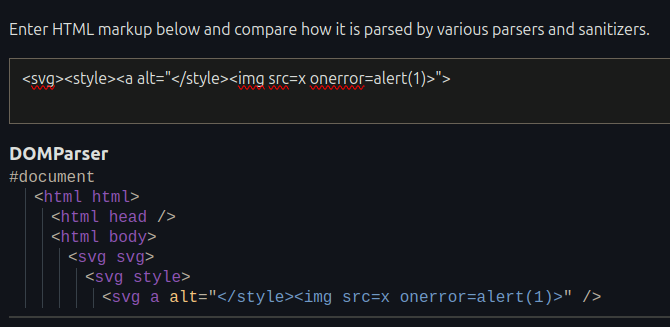 Enter HTML markup below and compare how it is parsed by various parsers and sanitizers.
<svg><style><a alt="</style><img src=x onerror=alert(1)>">
DOMParser
#document
<html html>
<html head />
<html body>
<svg svg>
<svg style>
<svg a alt="</style><img src=x onerror=alert(1)>" />